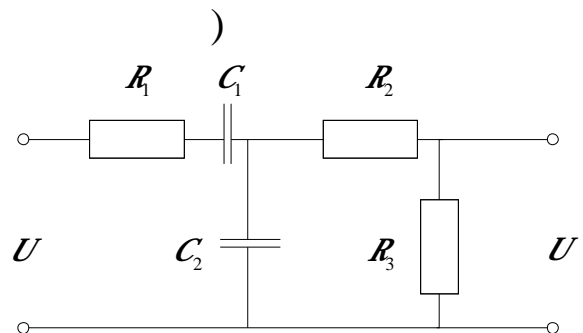 )
R₁ C₁ R₂
U C₂ R₃ U